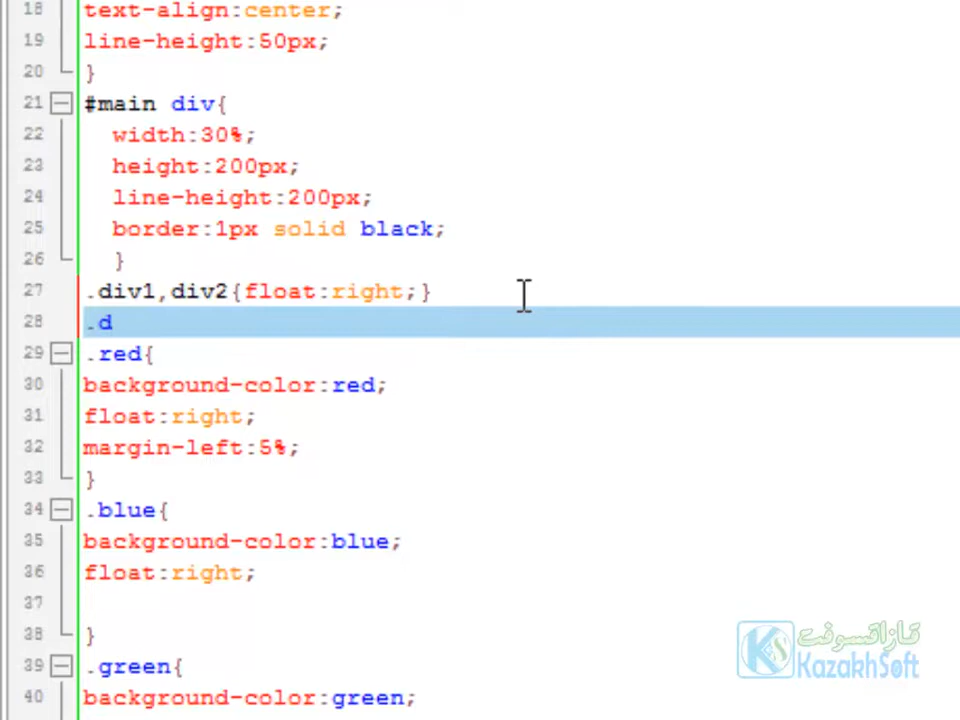 18 text-align:center;
19 line-height:50px;
20 }
21 #main div{
22 width:30%;
23 height:200px;
24 line-height:200px;
25 border:1px solid black;
26 }
27 .div1,div2{float:right;}
28 .d
29 .red{
30 background-color:red;
31 float:right;
32 margin-left:5%;
33 }
34 .blue{
35 background-color:blue;
36 float:right;
37
38 }
39 .green{
40 background-color:green;
قازاقسوفت
KS KazakhSoft